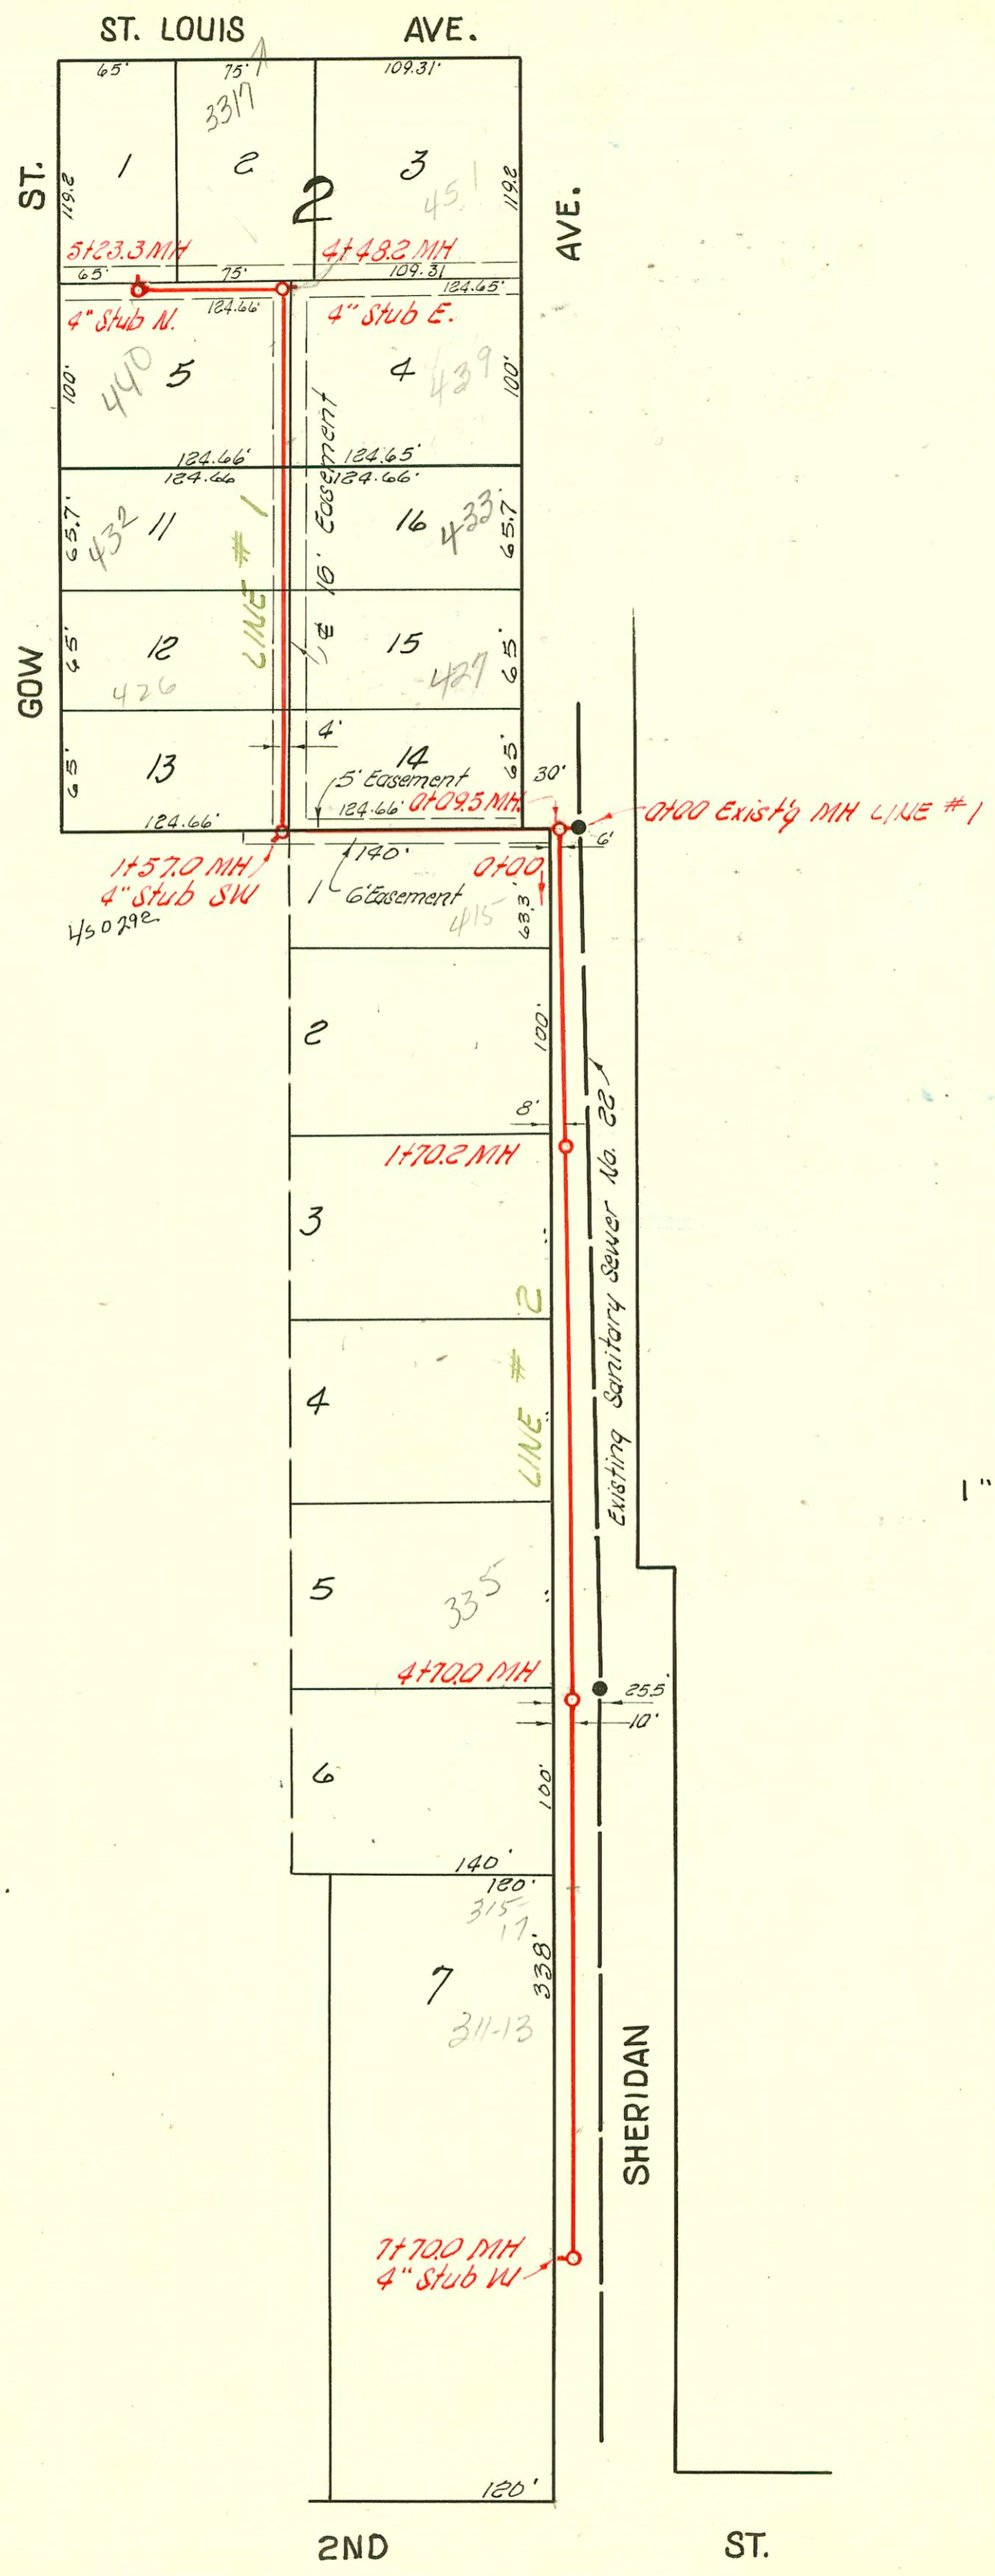 ST. LOUIS AVE.
65' 75' 109.31'
3317
1 2 3
2
451
ST.
119.2 119.2
AVE.
5+23.3 MH 4+48.2 MH
65' 75' 109.31
124.66' 124.65'
4" Stub N. 4" Stub E.
440 5 4 439
100' 100'
124.66' 124.65'
124.66 124.66'
65.7' 432 11 16 433 65.7'
LINE # 1
℄ 16' Easement
GOW
65' 12 15 65'
426 427
4'
65' 13 14 65'
30'
5' Easement
124.66' 124.66' 0+09.5 MH
0+00 Exist'g MH LINE # 1
6'
1+57.0 MH
4" Stub SW
140'
0+00
1 6' Easement
415 63.3'
450292
2 100'
8'
1+70.2 MH
Existing Sanitary Sewer No. 22
3
LINE # 2
4
1"
5 335
4+70.0 MH
25.5'
10'
6 100'
140'
120'
315-
17
7 338'
311-13
SHERIDAN
7+70.0 MH
4" Stub W
120'
2ND ST.